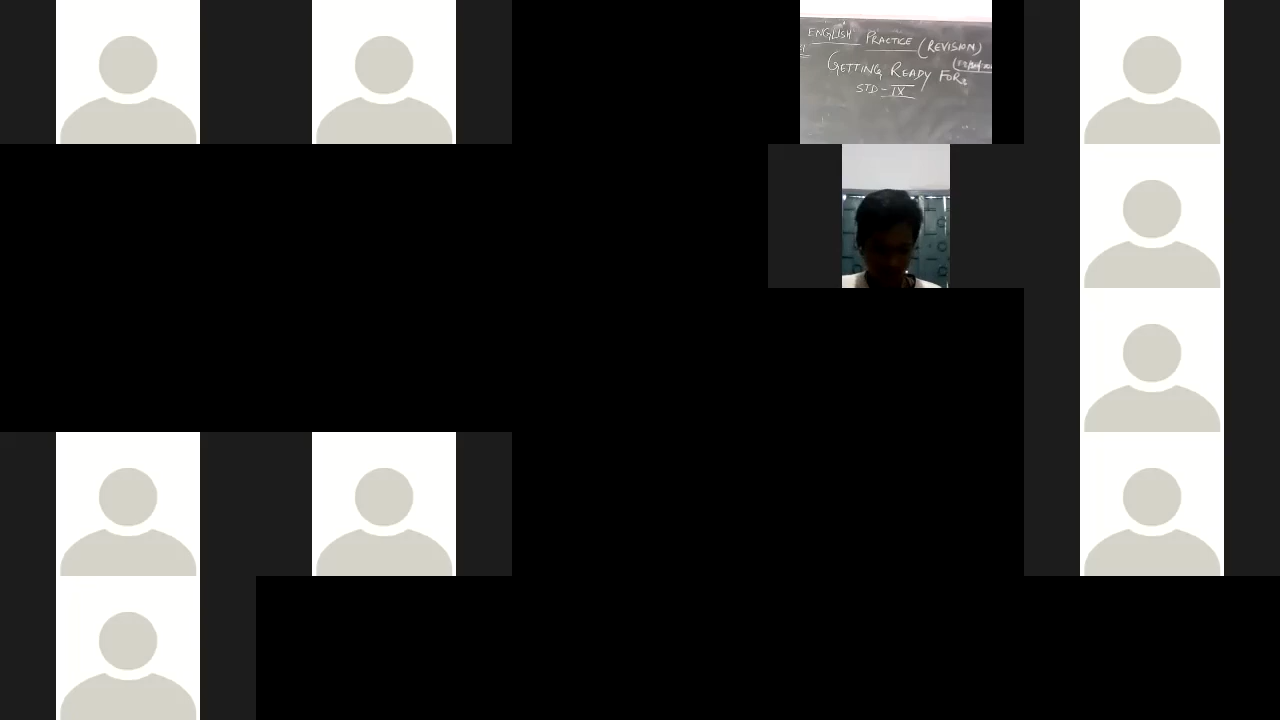 ENGLISH PRACTICE (REVISION)
GETTING READY FOR
STD - IX